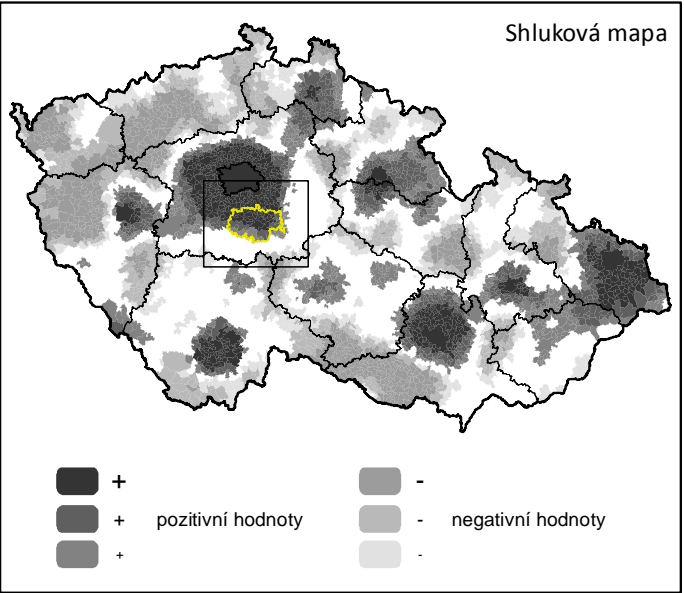 Shluková mapa
+ -
+ pozitivní hodnoty - negativní hodnoty
+ -